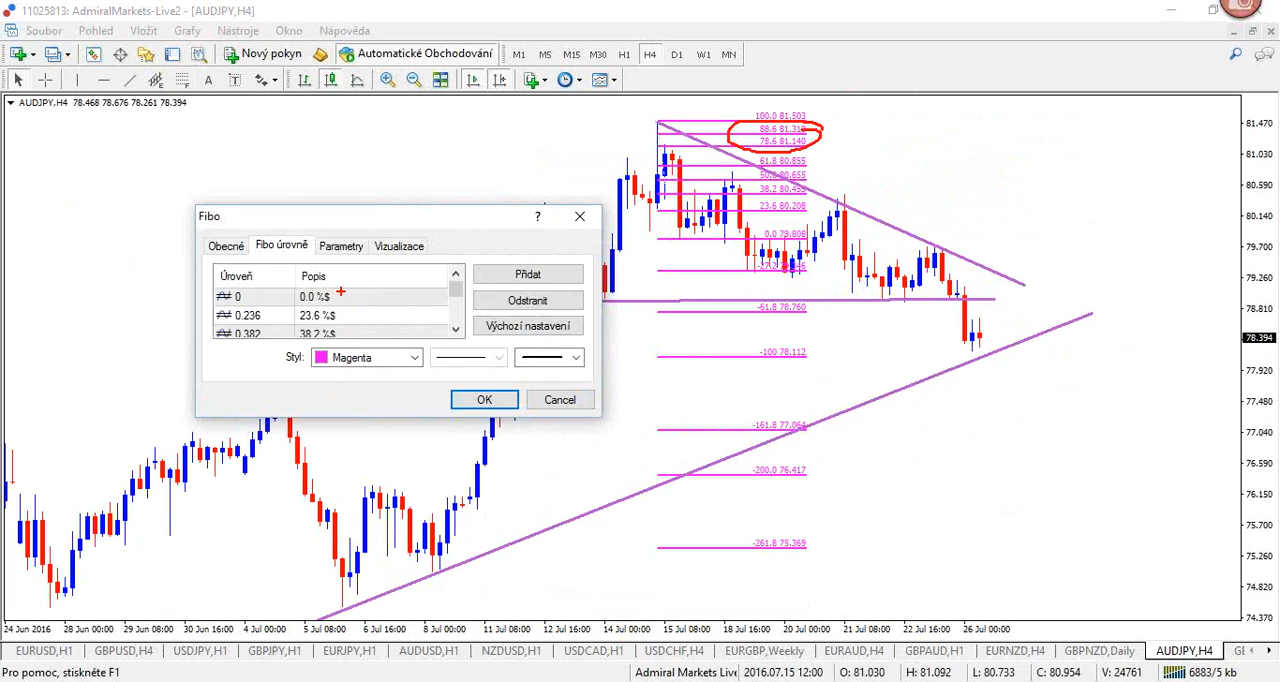 11025813: AdmiralMarkets-Live2 - [AUDJPY,H4]
Soubor Pohled Vložit Grafy Nástroje Okno Nápověda
Nový pokyn Automatické Obchodování M1 M5 M15 M30 H1 H4 D1 W1 MN
A T
AUDJPY,H4 78.468 78.676 78.261 78.394
100.0 81.503
88.6
78.6 81.140
61.8 80.855
50.0 80.655
38.2
23.6 80.208
0.0 79.808
-61.8 78.760
-100 78.112
-161.8 77.064
-200.0 76.417
-261.8 75.369
81.470
81.030
80.590
80.140
79.700
79.260
78.810
78.394
77.920
77.480
77.040
76.590
76.150
75.700
75.260
74.820
74.370
Fibo ?
Obecné Fibo úrovně Parametry Vizualizace
Úroveň Popis
0 0.0 %$
0.236 23.6 %$
0.382 38.2 %$
Přidat
Odstranit
Výchozí nastavení
Styl: Magenta
OK Cancel
24 Jun 2016 28 Jun 00:00 29 Jun 08:00 30 Jun 16:00 4 Jul 00:00 5 Jul 08:00 6 Jul 16:00 8 Jul 00:00 11 Jul 08:00 12 Jul 16:00 14 Jul 00:00 15 Jul 08:00 18 Jul 16:00 20 Jul 00:00 21 Jul 08:00 22 Jul 16:00 26 Jul 00:00
EURUSD,H1 GBPUSD,H4 USDJPY,H1 GBPJPY,H1 EURJPY,H1 AUDUSD,H1 NZDUSD,H1 USDCAD,H1 USDCHF,H4 EURGBP,Weekly EURAUD,H4 GBPAUD,H1 EURNZD,H4 GBPNZD,Daily AUDJPY,H4
Pro pomoc, stiskněte F1 Admiral Markets Live 2016.07.15 12:00 O: 81.030 H: 81.092 L: 80.733 C: 80.954 V: 24761 6883/5 kb